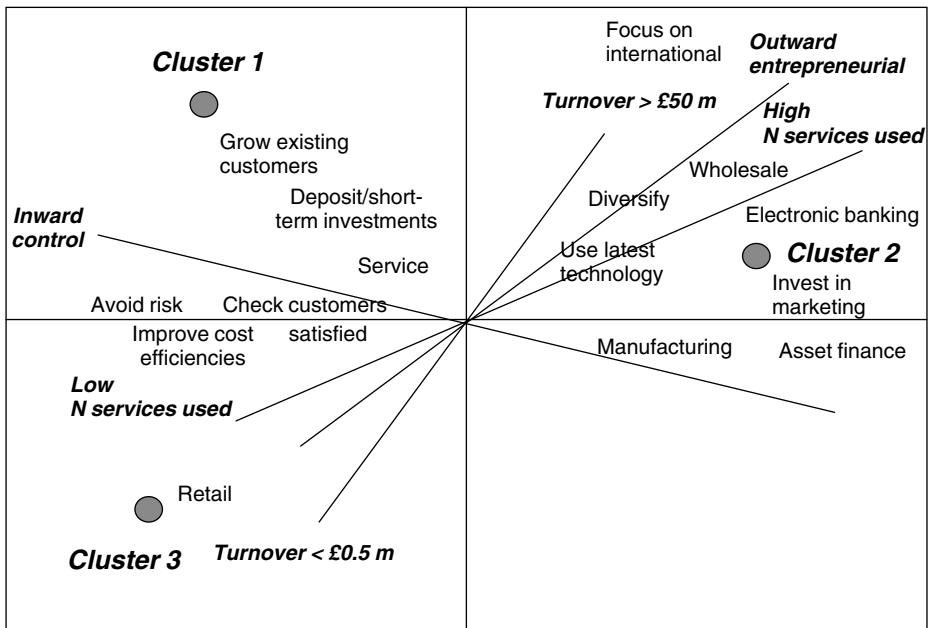 Cluster 1
Grow existing
customers
Deposit/short-
term investments
Inward
control
Service
Avoid risk
Check customers
satisfied
Improve cost
efficiencies
Focus on
international
Outward
entrepreneurial
Turnover > £50 m
High
N services used
Wholesale
Diversify
Electronic banking
Use latest
technology
Cluster 2
Invest in
marketing
Manufacturing
Asset finance
Low
N services used
Retail
Cluster 3
Turnover < £0.5 m